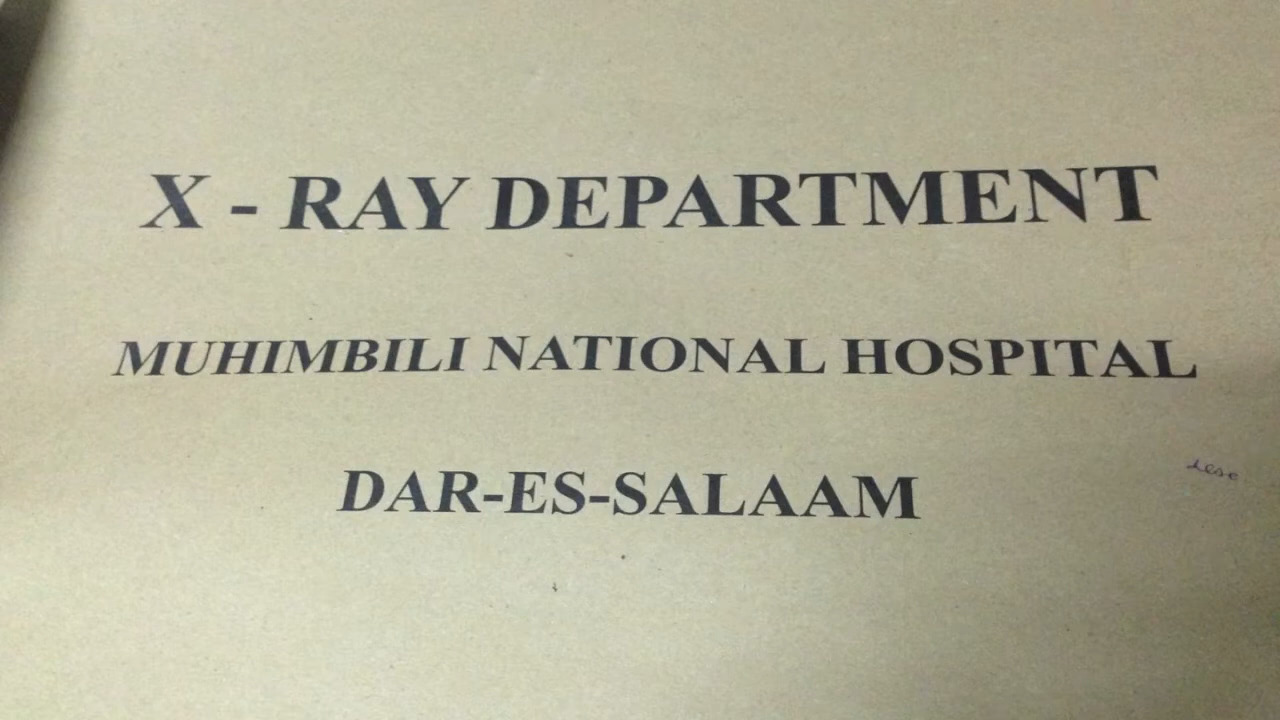 X - RAY DEPARTMENT
MUHIMBILI NATIONAL HOSPITAL
DAR-ES-SALAAM